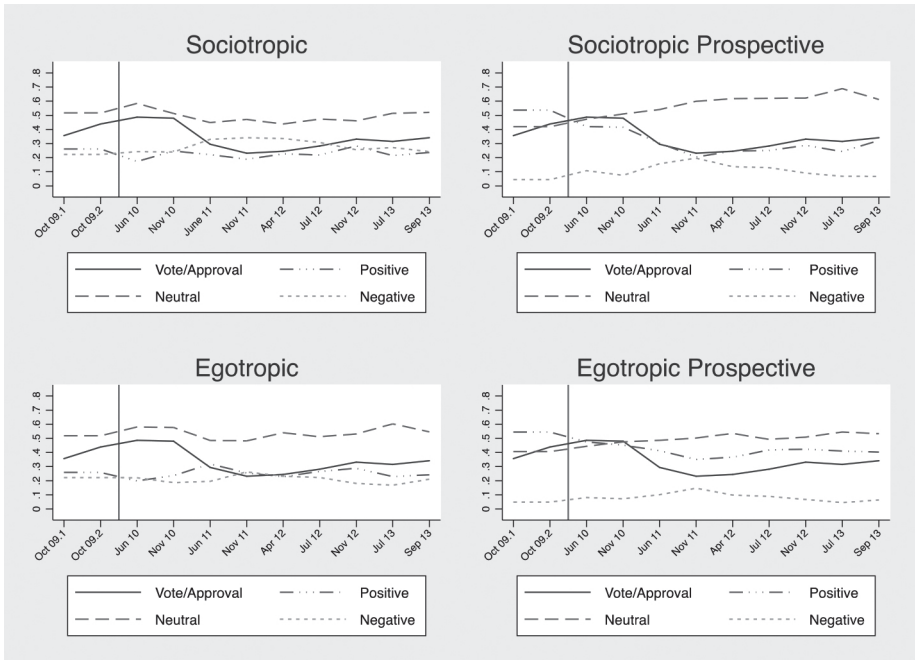 Sociotropic
.8
.7
.6
.5
.4
.3
.2
.1
0
Oct 09.1
Oct 09.2
Jun 10
Nov 10
June 11
Nov 11
Apr 12
Jul 12
Nov 12
Jul 13
Sep 13
Vote/Approval
Positive
Neutral
Negative
Sociotropic Prospective
.8
.7
.6
.5
.4
.3
.2
.1
0
Oct 09.1
Oct 09.2
Jun 10
Nov 10
Jun 11
Nov 11
Apr 12
Jul 12
Nov 12
Jul 13
Sep 13
Vote/Approval
Positive
Neutral
Negative
Egotropic
.8
.7
.6
.5
.4
.3
.2
.1
0
Oct 09.1
Oct 09.2
Jun 10
Nov 10
Jun 11
Nov 11
Apr 12
Jul 12
Nov 12
Jul 13
Sep 13
Vote/Approval
Positive
Neutral
Negative
Egotropic Prospective
.8
.7
.6
.5
.4
.3
.2
.1
0
Oct 09.1
Oct 09.2
Jun 10
Nov 10
Jun 11
Nov 11
Apr 12
Jul 12
Nov 12
Jul 13
Sep 13
Vote/Approval
Positive
Neutral
Negative